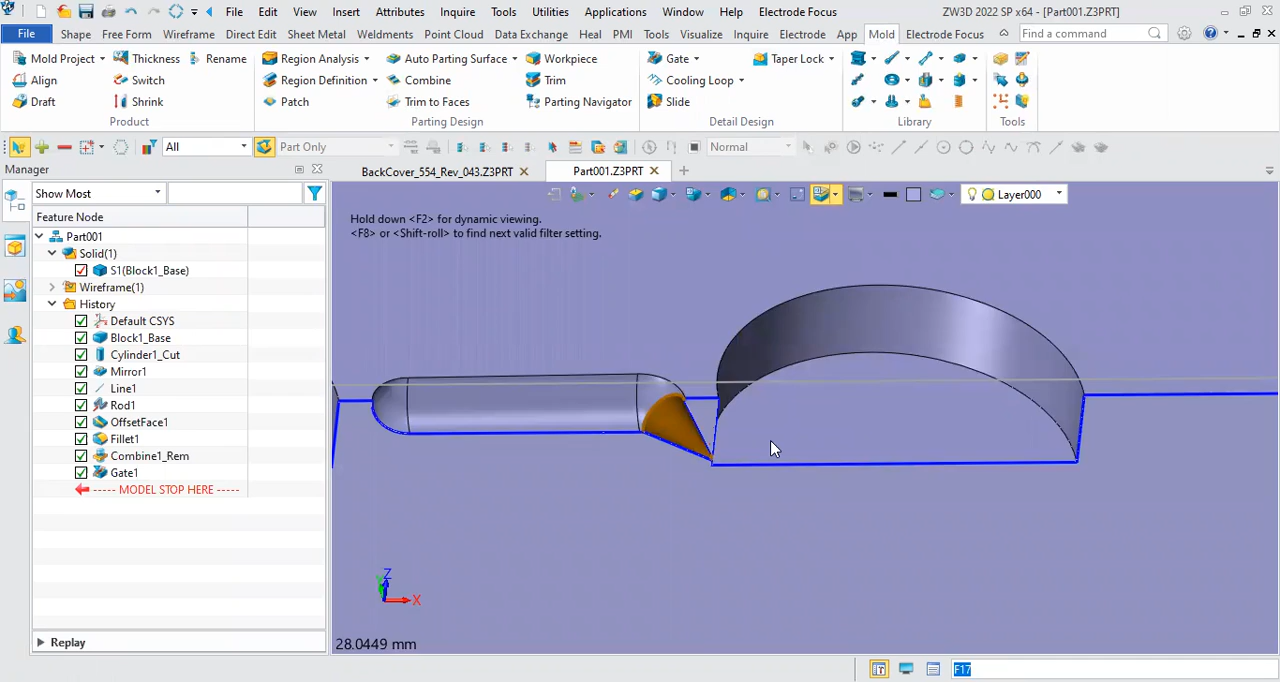 File Edit View Insert Attributes Inquire Tools Utilities Applications Window Help Electrode Focus ZW3D 2022 SP x64 - [Part001.Z3PRT]
File Shape Free Form Wireframe Direct Edit Sheet Metal Weldments Point Cloud Data Exchange Heal PMI Tools Visualize Inquire Electrode App Mold Electrode Focus Find a command
Mold Project Thickness Rename Region Analysis Auto Parting Surface Workpiece Gate Taper Lock
Align Switch Region Definition Combine Trim Cooling Loop
Draft Shrink Patch Trim to Faces Parting Navigator Slide
Product Parting Design Detail Design Library Tools
All Part Only Normal
Manager BackCover_554_Rev_043.Z3PRT Part001.Z3PRT
Show Most Layer000
Feature Node
Hold down <F2> for dynamic viewing.
<F8> or <Shift-roll> to find next valid filter setting.
Part001
Solid(1)
S1(Block1_Base)
Wireframe(1)
History
Default CSYS
Block1_Base
Cylinder1_Cut
Mirror1
Line1
Rod1
OffsetFace1
Fillet1
Combine1_Rem
Gate1
----- MODEL STOP HERE -----
Z
X
Replay
28.0449 mm
F17